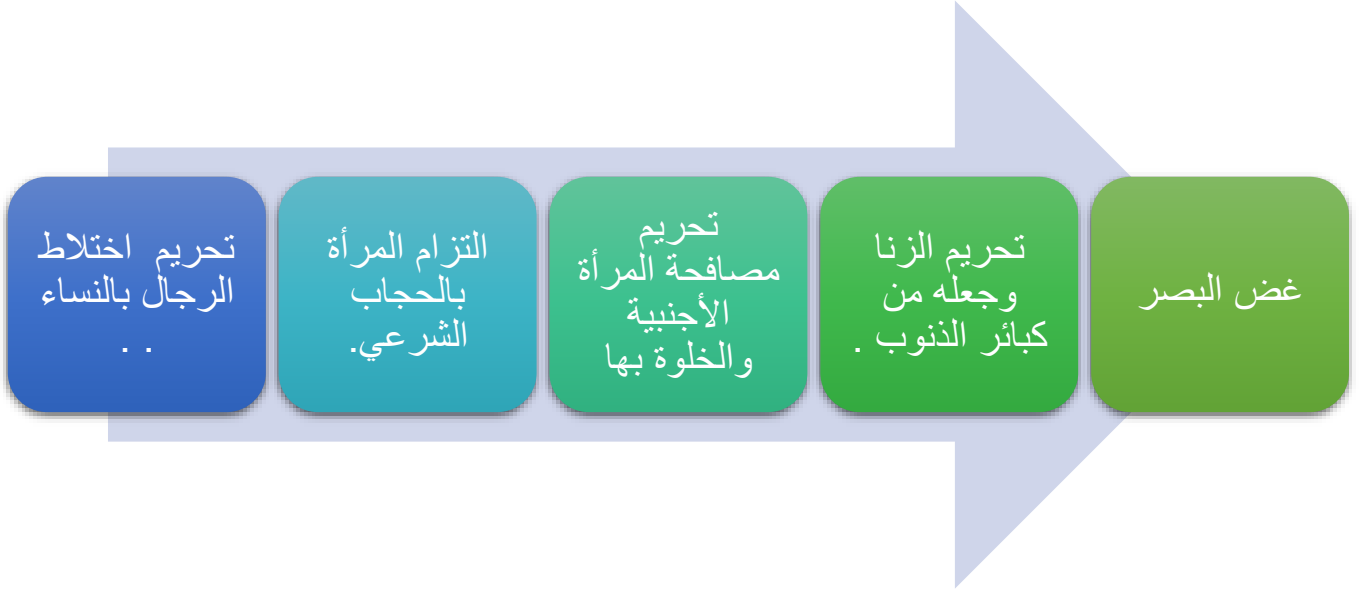 غض البصر
تحريم الزنا
وجعله من
كبائر الذنوب .
تحريم
مصافحة المرأة
الأجنبية
والخلوة بها
التزام المرأة
بالحجاب
الشرعي.
تحريم  اختلاط
الرجال بالنساء
. .